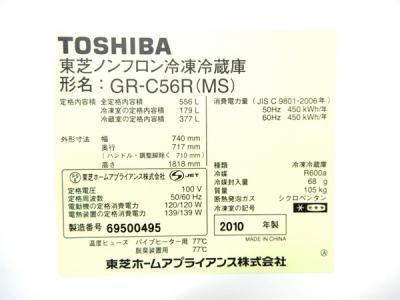 TOSHIBA
東芝ノンフロン冷凍冷蔵庫
形名：GR-C56R(MS)
定格内容積 全定格内容積 556 L
冷凍室の定格内容積 179 L
冷蔵室の定格内容積 377 L
消費電力量 (JIS C 9801-2006年)
50Hz 450 kWh/年
60Hz 450 kWh/年
外形寸法 幅 740 mm
奥行 717 mm
(ハンドル・調整脚除く 710 mm)
高さ 1818 mm
東芝ホームアプライアンス株式会社 S JET
定格電圧 100 V
定格周波数 50/60 Hz
電動機の定格消費電力 120/120 W
電熱装置の定格消費電力 139/139 W
製造番号 69500495
種類 冷凍冷蔵庫
冷媒 R600a
冷媒封入量 68 g
質量 105 kg
断熱発泡ガス シクロペンタン
冷凍室の記号
2010 年製
MADE IN CHINA
温度ヒューズ パイプヒーター用 77℃
脱臭装置用 77℃
東芝ホームアプライアンス株式会社
Ⓐ